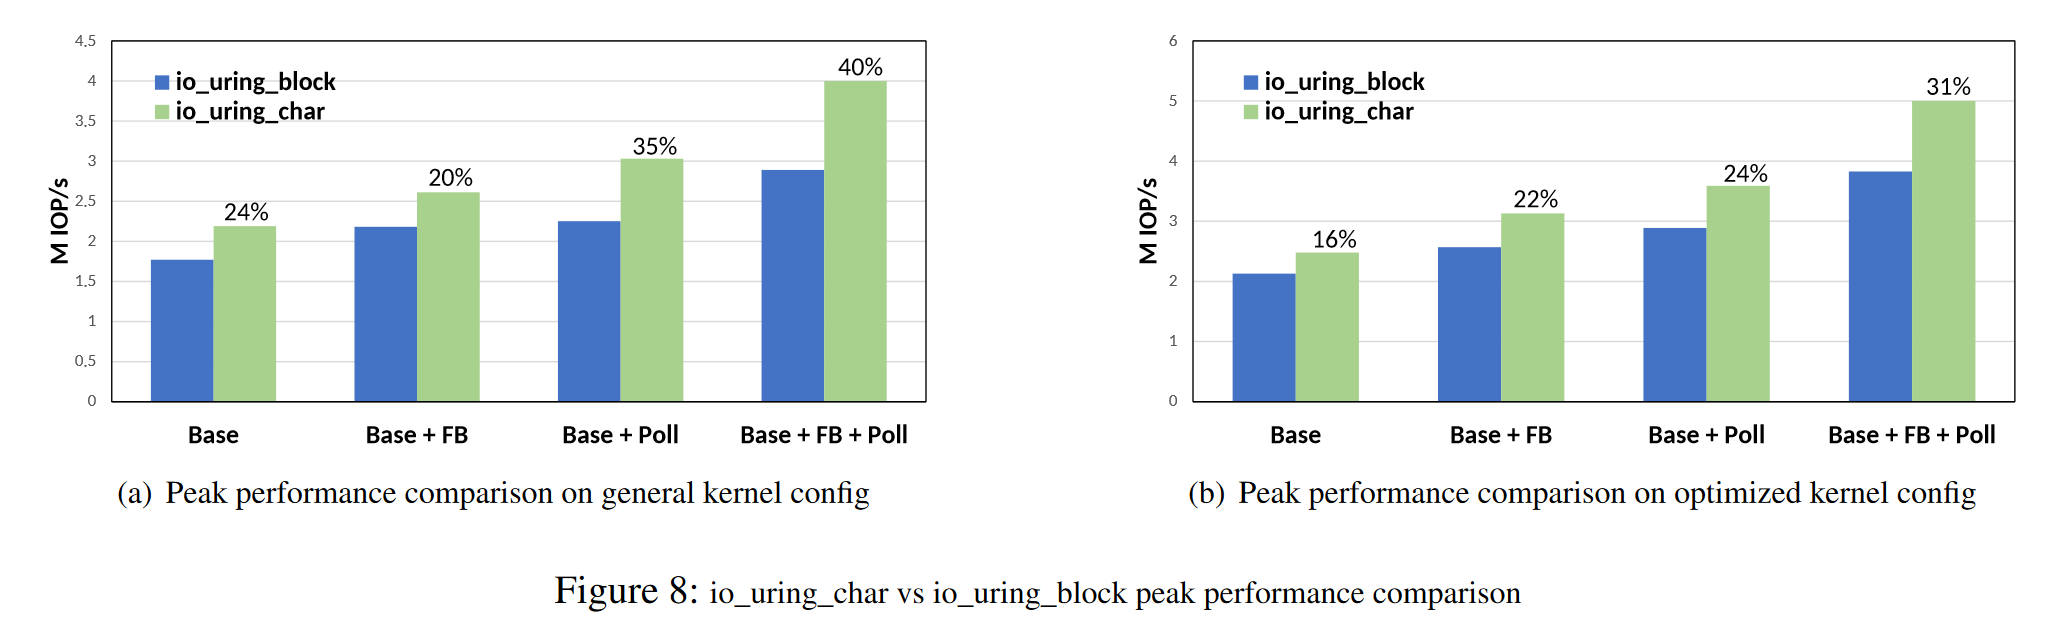 4.5
4
3.5
3
2.5
2
1.5
1
0.5
0
M IOP/s
io_uring_block
io_uring_char
24%
20%
35%
40%
Base
Base + FB
Base + Poll
Base + FB + Poll
(a) Peak performance comparison on general kernel config
6
5
4
3
2
1
0
M IOP/s
io_uring_block
io_uring_char
16%
22%
24%
31%
Base
Base + FB
Base + Poll
Base + FB + Poll
(b) Peak performance comparison on optimized kernel config
Figure 8: io_uring_char vs io_uring_block peak performance comparison